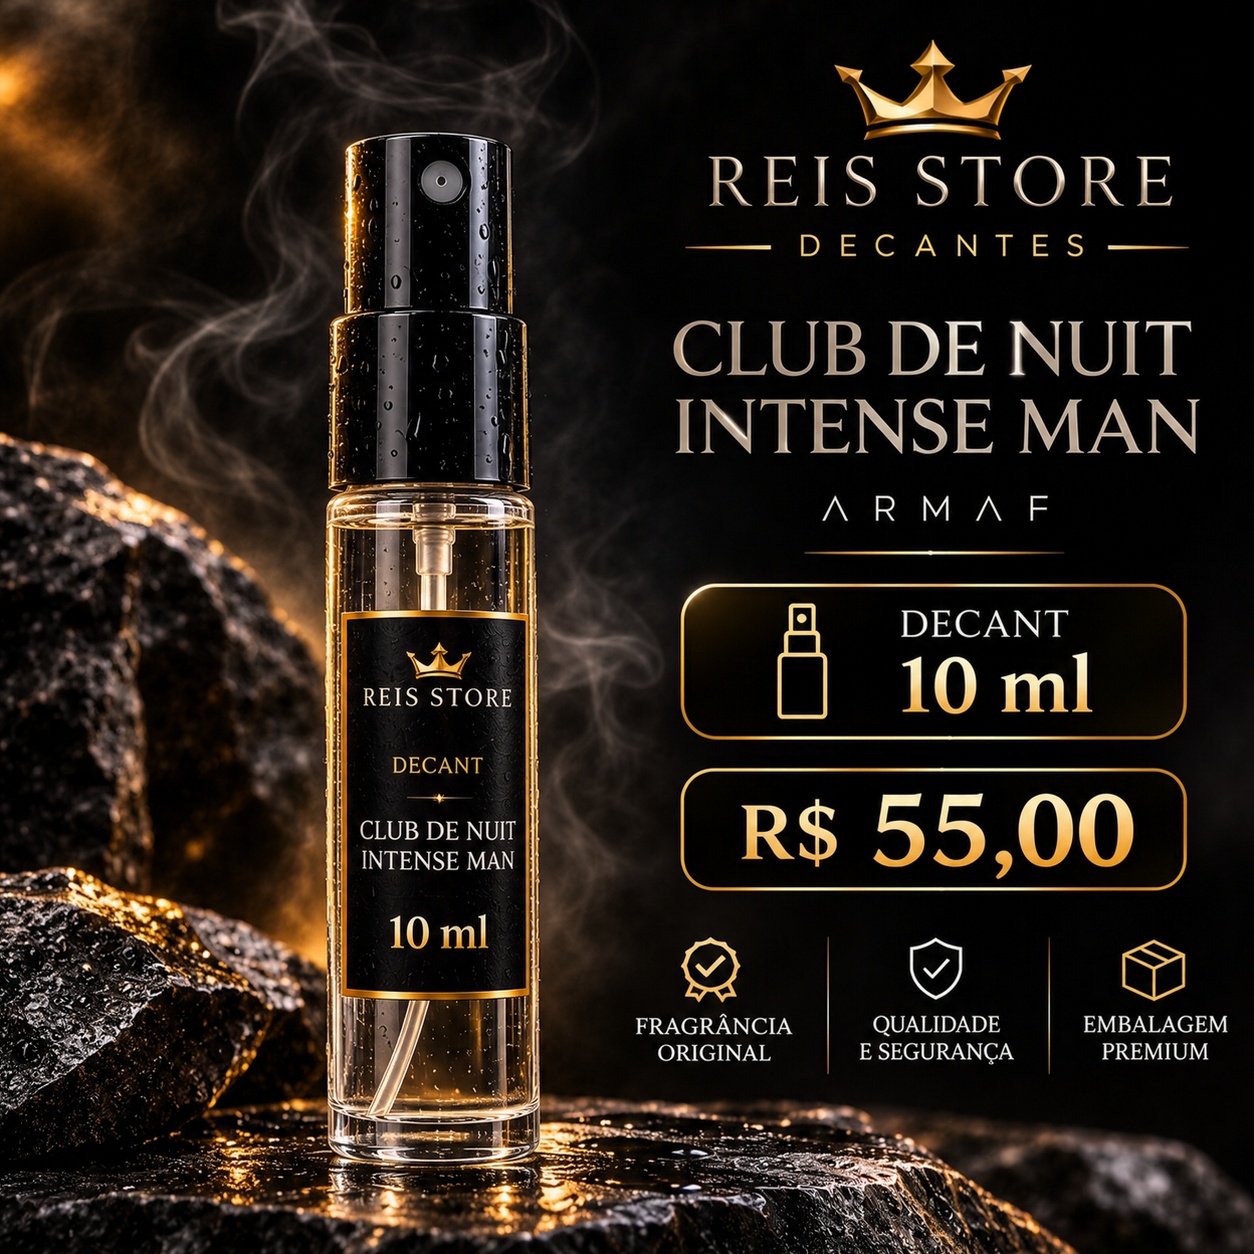 REIS STORE
DECANTES
CLUB DE NUIT
INTENSE MAN
ARMAF
DECANT
10 ml
R$ 55,00
FRAGRÂNCIA
ORIGINAL
QUALIDADE
E SEGURANÇA
EMBALAGEM
PREMIUM
REIS STORE
DECANT
CLUB DE NUIT
INTENSE MAN
10 ml